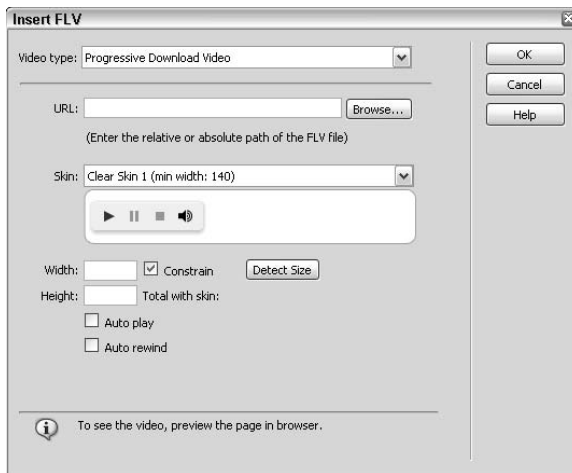 Insert FLV
Video type: Progressive Download Video
OK
Cancel
Help
URL: Browse...
(Enter the relative or absolute path of the FLV file)
Skin: Clear Skin 1 (min width: 140)
Width: Constrain Detect Size
Height: Total with skin:
Auto play
Auto rewind
To see the video, preview the page in browser.